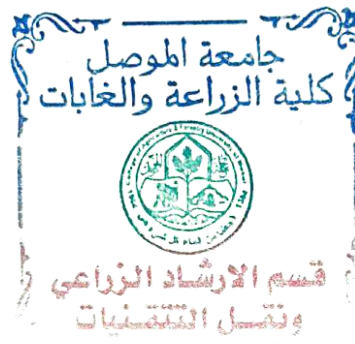 جامعة الموصل
كلية الزراعة والغابات
قسم الارشاد الزراعي
ونقل التقنيات